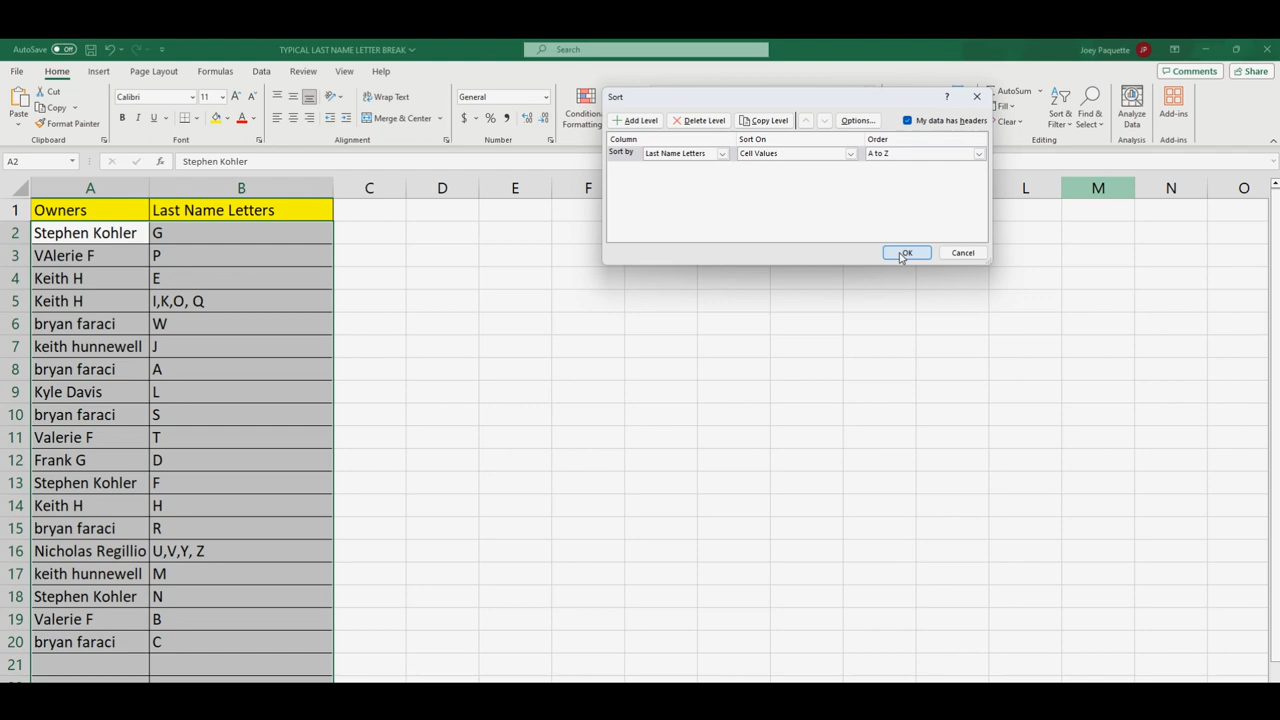 AutoSave Off TYPICAL LAST NAME LETTER BREAK Search Joey Paquette JP
File Home Insert Page Layout Formulas Data Review View Help Comments Share
Paste Cut Copy Format Painter Clipboard
Calibri 11 B I U Font
Wrap Text Merge & Center Alignment
General $ % Number
Conditional Formatting
AutoSum Fill Clear
Sort & Filter Find & Select
Analyze Data Analysis
Add-ins
Sort ? ×
Add Level Delete Level Copy Level Options... My data has headers
Column Sort On Order
Sort by Last Name Letters Cell Values A to Z
OK Cancel
A2 fx Stephen Kohler
A B C D E F L M N O
1 Owners Last Name Letters
2 Stephen Kohler G
3 VAlerie F P
4 Keith H E
5 Keith H I,K,O, Q
6 bryan faraci W
7 keith hunnewell J
8 bryan faraci A
9 Kyle Davis L
10 bryan faraci S
11 Valerie F T
12 Frank G D
13 Stephen Kohler F
14 Keith H H
15 bryan faraci R
16 Nicholas Regillio U,V,Y, Z
17 keith hunnewell M
18 Stephen Kohler N
19 Valerie F B
20 bryan faraci C
21